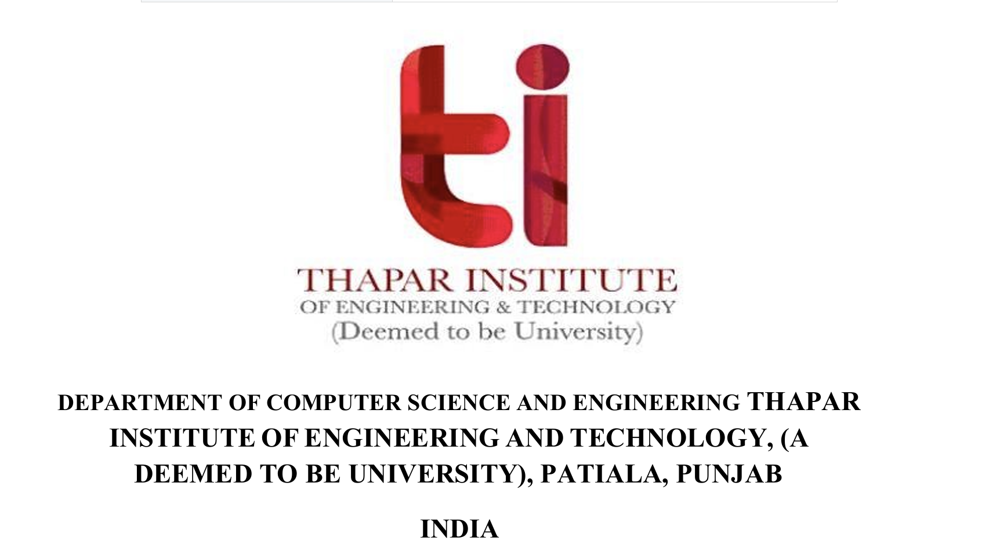 ti
THAPAR INSTITUTE
OF ENGINEERING & TECHNOLOGY
(Deemed to be University)
DEPARTMENT OF COMPUTER SCIENCE AND ENGINEERING THAPAR
INSTITUTE OF ENGINEERING AND TECHNOLOGY, (A
DEEMED TO BE UNIVERSITY), PATIALA, PUNJAB
INDIA